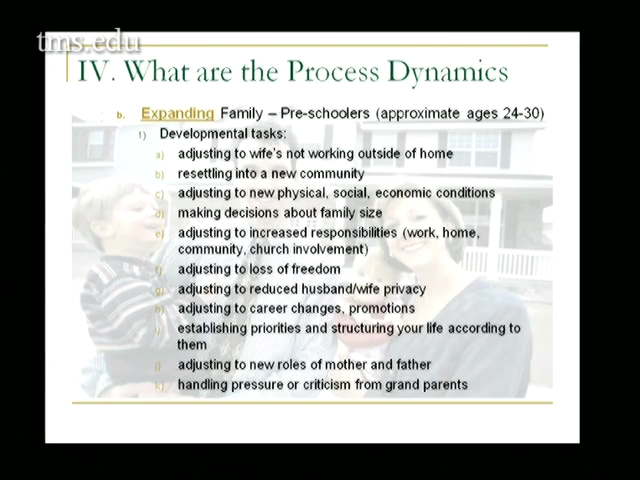 tms.edu
IV. What are the Process Dynamics
b. Expanding Family – Pre-schoolers (approximate ages 24-30)
1) Developmental tasks:
a) adjusting to wife's not working outside of home
b) resettling into a new community
c) adjusting to new physical, social, economic conditions
d) making decisions about family size
e) adjusting to increased responsibilities (work, home,
community, church involvement)
f) adjusting to loss of freedom
g) adjusting to reduced husband/wife privacy
h) adjusting to career changes, promotions
i) establishing priorities and structuring your life according to
them
j) adjusting to new roles of mother and father
k) handling pressure or criticism from grand parents